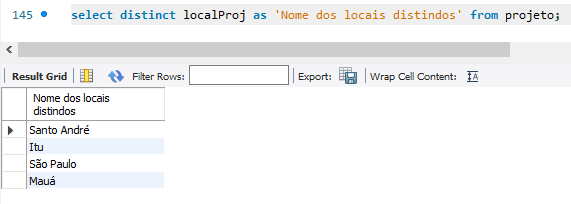 145 select distinct localProj as 'Nome dos locais distindos' from projeto;
Result Grid Filter Rows: Export: Wrap Cell Content: IA
Nome dos locais
distindos
Santo André
Itu
São Paulo
Mauá